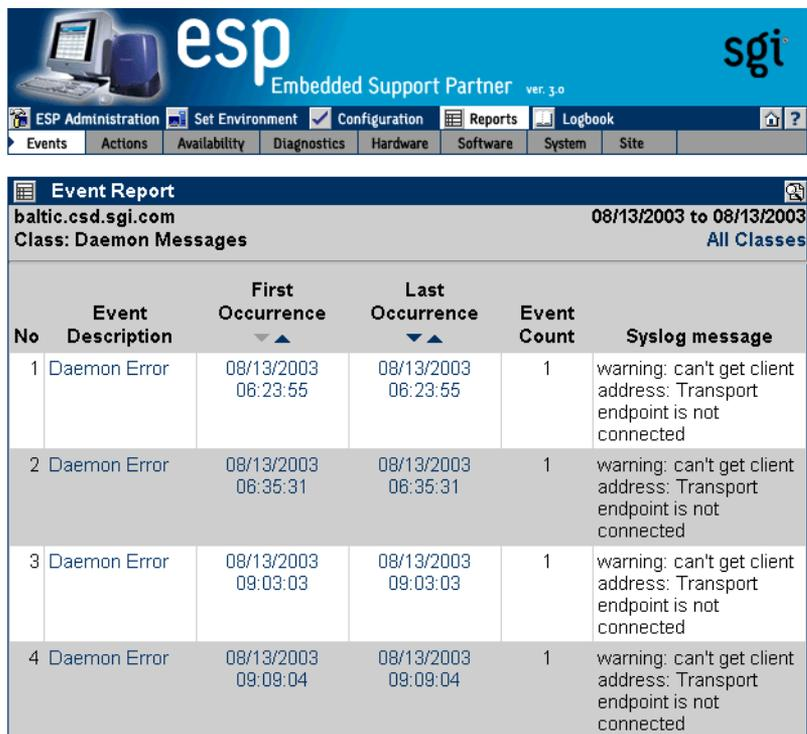 esp
Embedded Support Partner ver. 3.0
sgi
ESP Administration Set Environment Configuration Reports Logbook ?
Events Actions Availability Diagnostics Hardware Software System Site
Event Report
baltic.csd.sgi.com 08/13/2003 to 08/13/2003
Class: Daemon Messages All Classes
First Last
Event Occurrence Occurrence Event
No Description Count Syslog message
1 Daemon Error 08/13/2003 08/13/2003 1 warning: can't get client
06:23:55 06:23:55 address: Transport
endpoint is not
connected
2 Daemon Error 08/13/2003 08/13/2003 1 warning: can't get client
06:35:31 06:35:31 address: Transport
endpoint is not
connected
3 Daemon Error 08/13/2003 08/13/2003 1 warning: can't get client
09:03:03 09:03:03 address: Transport
endpoint is not
connected
4 Daemon Error 08/13/2003 08/13/2003 1 warning: can't get client
09:09:04 09:09:04 address: Transport
endpoint is not
connected